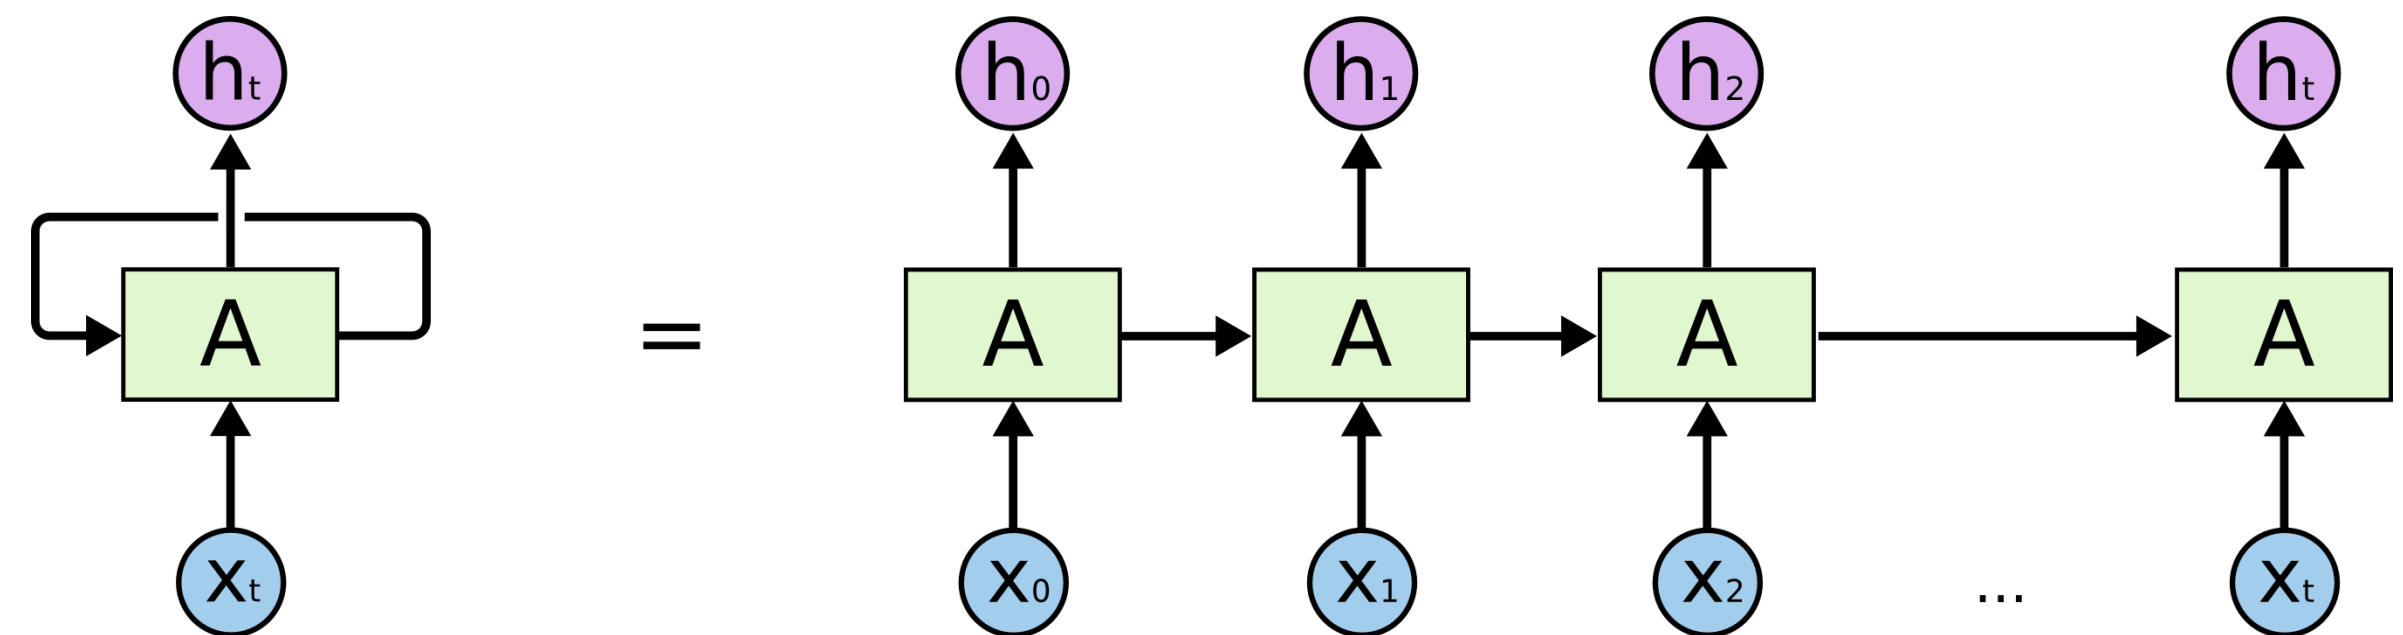 hₜ h₀ h₁ h₂ hₜ
A = A A A A
xₜ x₀ x₁ x₂ ... xₜ